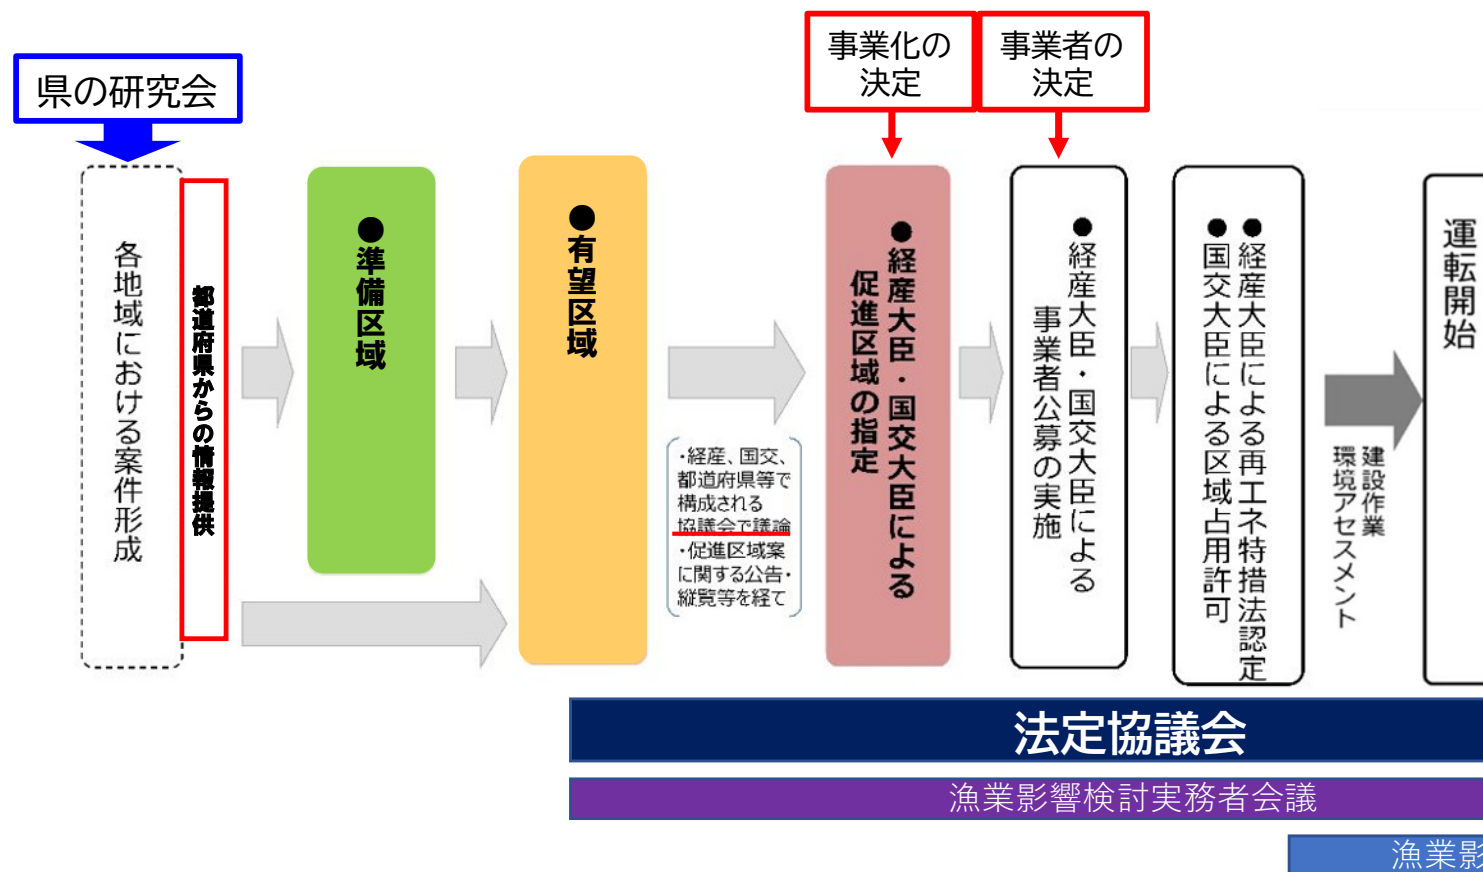 県の研究会
事業化の
決定
事業者の
決定
各地域における案件形成
都道府県からの情報提供
●準備区域
●有望区域
・経産、国交、
都道府県等で
構成される
協議会で議論
・促進区域案
に関する公告・
縦覧等を経て
●経産大臣・国交大臣による
促進区域の指定
●経産大臣・国交大臣による
事業者公募の実施
●経産大臣による再エネ特措法認定
●国交大臣による区域占用許可
建設作業
環境アセスメント
運転開始
法定協議会
漁業影響検討実務者会議
漁業影